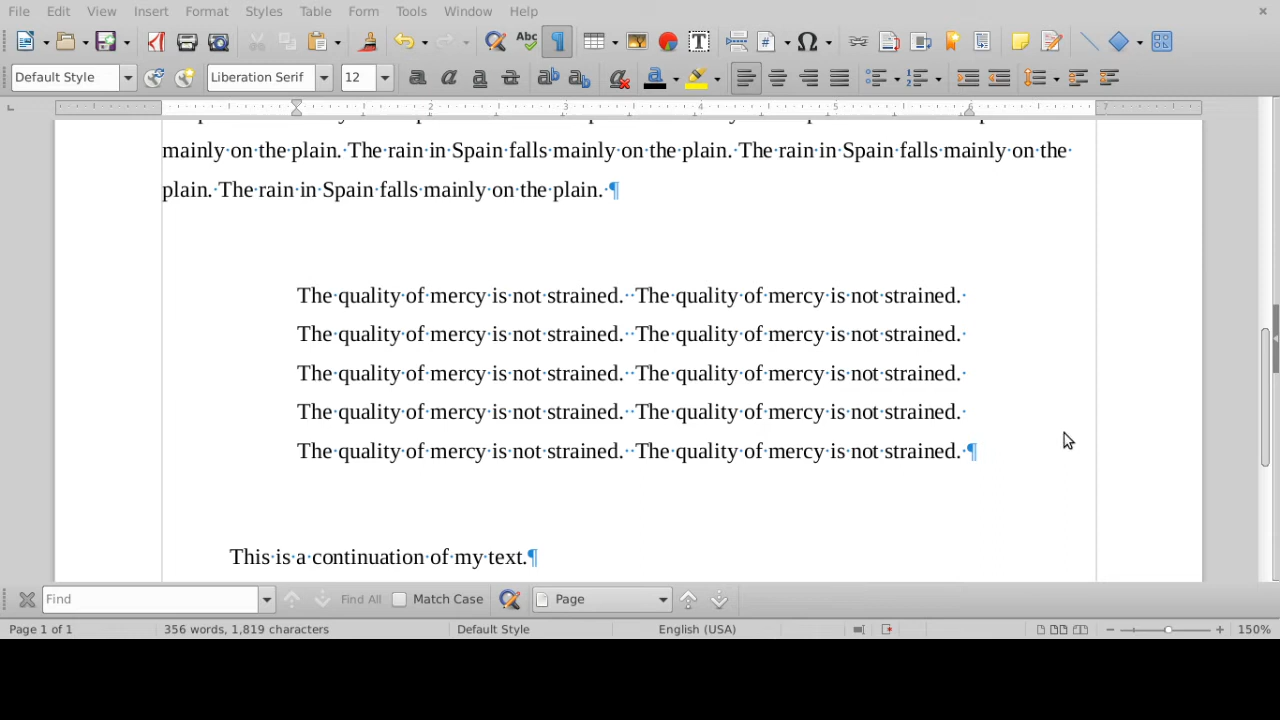 File Edit View Insert Format Styles Table Form Tools Window Help
Default Style Liberation Serif 12
2 3 5 7
mainly on the plain. The rain in Spain falls mainly on the plain. The rain in Spain falls mainly on the
plain. The rain in Spain falls mainly on the plain. ¶
The quality of mercy is not strained. The quality of mercy is not strained.
The quality of mercy is not strained. The quality of mercy is not strained.
The quality of mercy is not strained. The quality of mercy is not strained.
The quality of mercy is not strained. The quality of mercy is not strained.
The quality of mercy is not strained. The quality of mercy is not strained. ¶
This is a continuation of my text.¶
Find Find All Match Case Page
Page 1 of 1 356 words, 1,819 characters Default Style English (USA) 150%